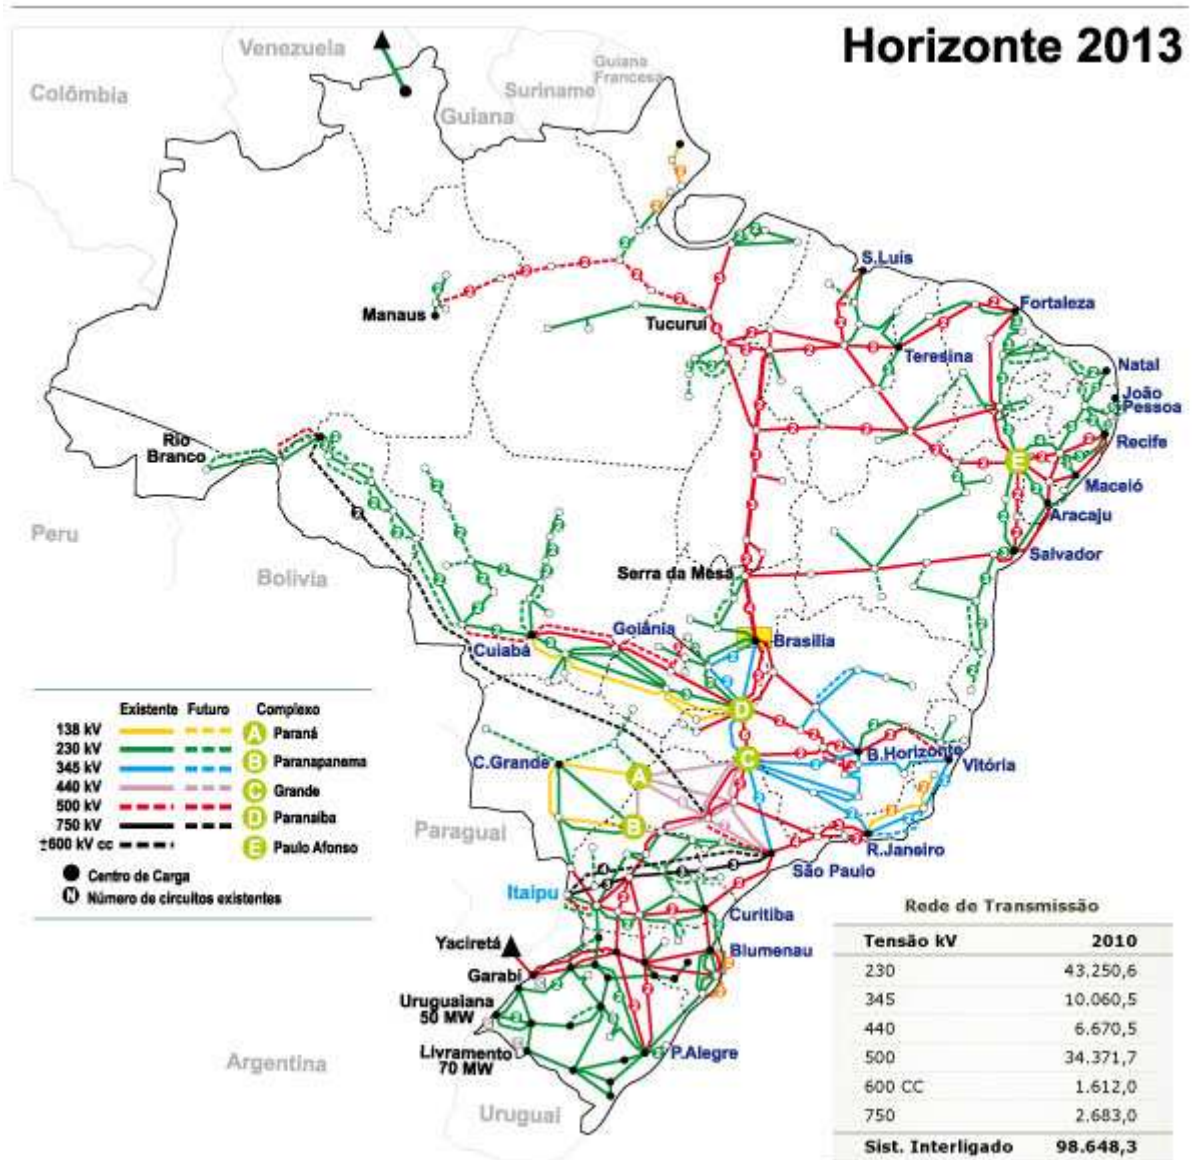 Horizonte 2013
Venezuela
Guiana
Francesa
Suriname
Colômbia
Guiana
S.Luis
Fortaleza
Manaus
Tucuruí
Teresina
Natal
João
Pessoa
Recife
Rio
Branco
E
Maceió
Aracaju
Peru
Salvador
Bolivia
Serra da Mesa
Goiânia
Brasilia
Cuiabá
D
Existente Futuro Complexo
138 kV A Paraná
230 kV B Paranapanema
345 kV C Grande
440 kV D Paranaíba
500 kV E Paulo Afonso
750 kV
±600 kV cc
Centro de Carga
N Número de circuitos existentes
B.Horizonte
Vitória
C.Grande
A
C
B
Paraguai
R.Janeiro
São Paulo
Itaipu
Curitiba
Yaciretá
Blumenau
Garabi
Uruguaiana
50 MW
Livramento
70 MW
P.Alegre
Argentina
Uruguai
Rede de Transmissão
Tensão kV 2010
230 43.250,6
345 10.060,5
440 6.670,5
500 34.371,7
600 CC 1.612,0
750 2.683,0
Sist. Interligado 98.648,3